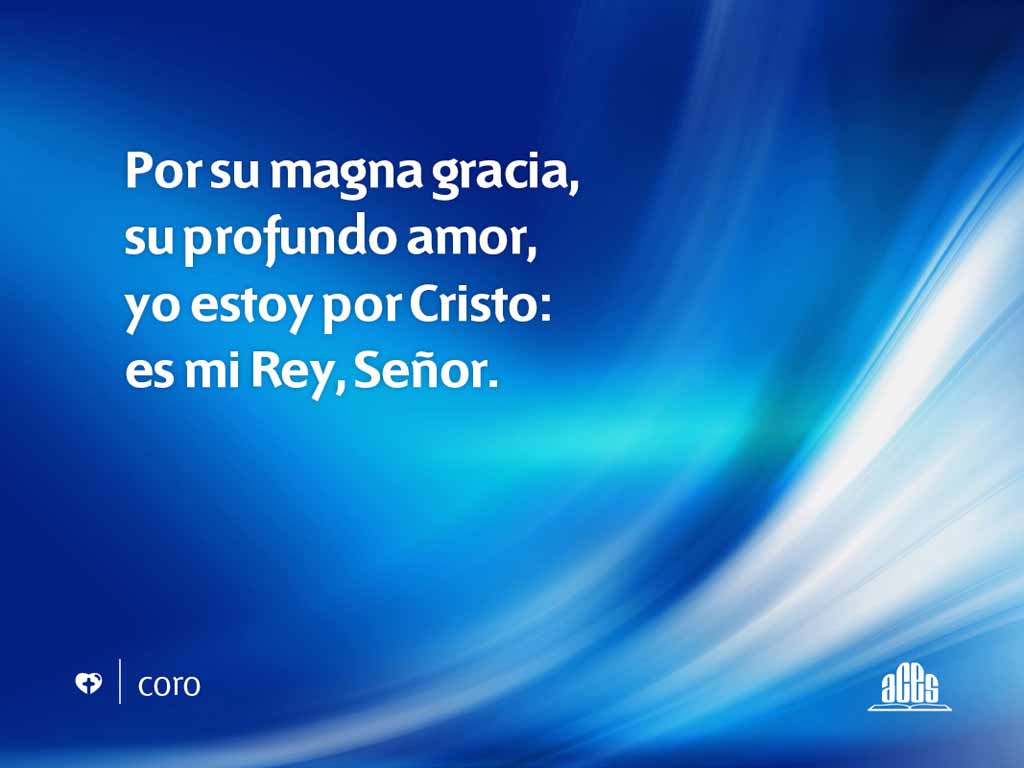 Por su magna gracia,
su profundo amor,
yo estoy por Cristo:
es mi Rey, Señor.
coro
aces